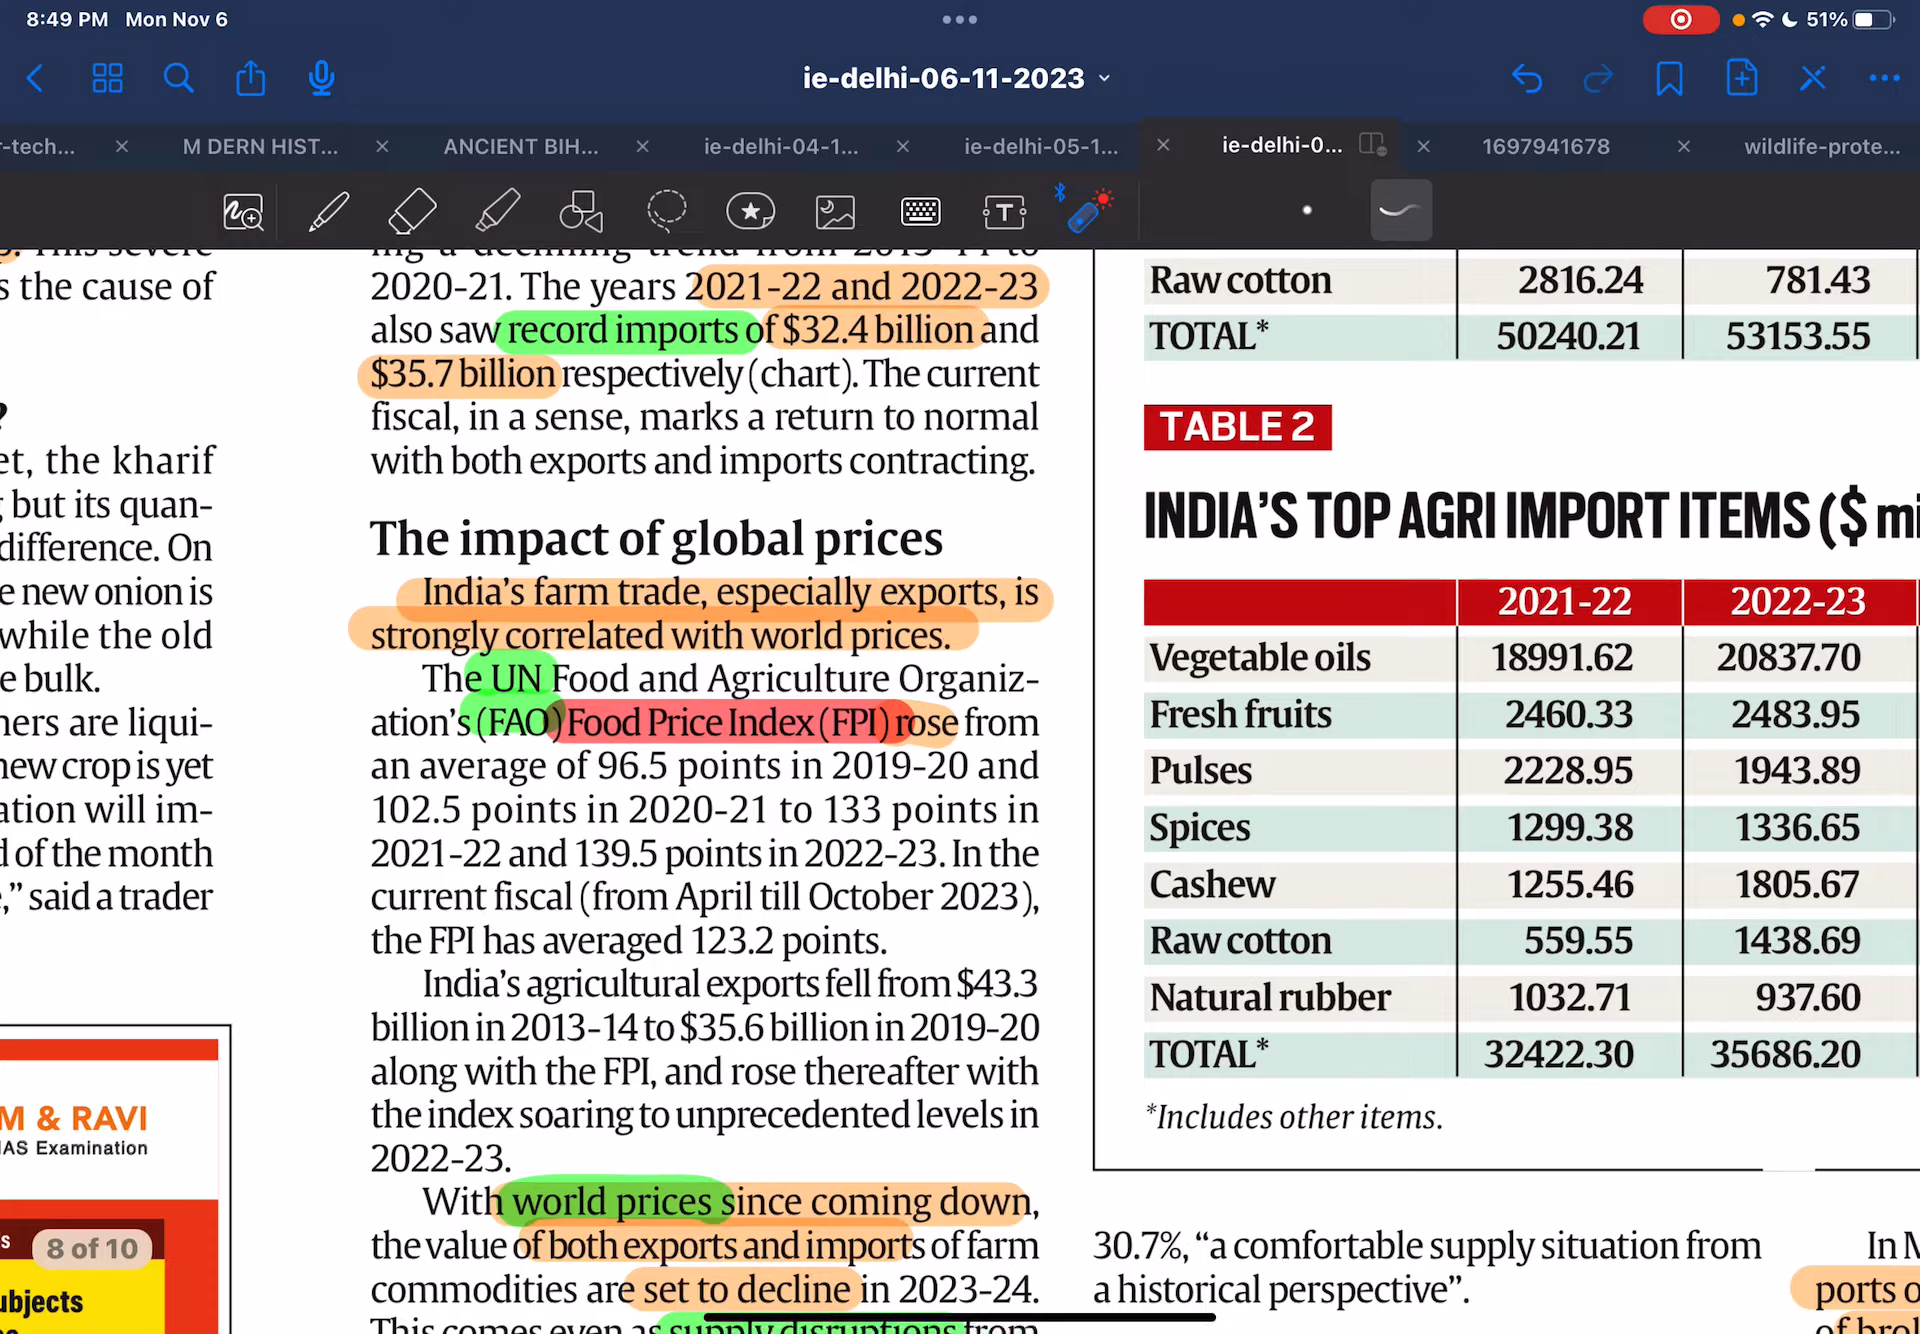 8:49 PM Mon Nov 6
51%
ie-delhi-06-11-2023
r-tech...
M DERN HIST...
ANCIENT BIH...
ie-delhi-04-1...
ie-delhi-05-1...
ie-delhi-0...
1697941678
wildlife-prote...
s the cause of
?
et, the kharif
but its quan-
difference. On
e new onion is
while the old
e bulk.
ners are liqui-
new crop is yet
ation will im-
d of the month
," said a trader
M & RAVI
IAS Examination
s
8 of 10
ubjects
2020-21. The years 2021-22 and 2022-23
also saw record imports of $32.4 billion and
$35.7 billion respectively (chart). The current
fiscal, in a sense, marks a return to normal
with both exports and imports contracting.
The impact of global prices
India's farm trade, especially exports, is
strongly correlated with world prices.
The UN Food and Agriculture Organiz-
ation's (FAO) Food Price Index (FPI) rose from
an average of 96.5 points in 2019-20 and
102.5 points in 2020-21 to 133 points in
2021-22 and 139.5 points in 2022-23. In the
current fiscal (from April till October 2023),
the FPI has averaged 123.2 points.
India's agricultural exports fell from $43.3
billion in 2013-14 to $35.6 billion in 2019-20
along with the FPI, and rose thereafter with
the index soaring to unprecedented levels in
2022-23.
With world prices since coming down,
the value of both exports and imports of farm
commodities are set to decline in 2023-24.
This comes even as supply disruptions from
Raw cotton 2816.24 781.43
TOTAL* 50240.21 53153.55
TABLE 2
INDIA'S TOP AGRI IMPORT ITEMS ($ mi
2021-22 2022-23
Vegetable oils 18991.62 20837.70
Fresh fruits 2460.33 2483.95
Pulses 2228.95 1943.89
Spices 1299.38 1336.65
Cashew 1255.46 1805.67
Raw cotton 559.55 1438.69
Natural rubber 1032.71 937.60
TOTAL* 32422.30 35686.20
*Includes other items.
30.7%, "a comfortable supply situation from
a historical perspective".
In M
ports o
of bro